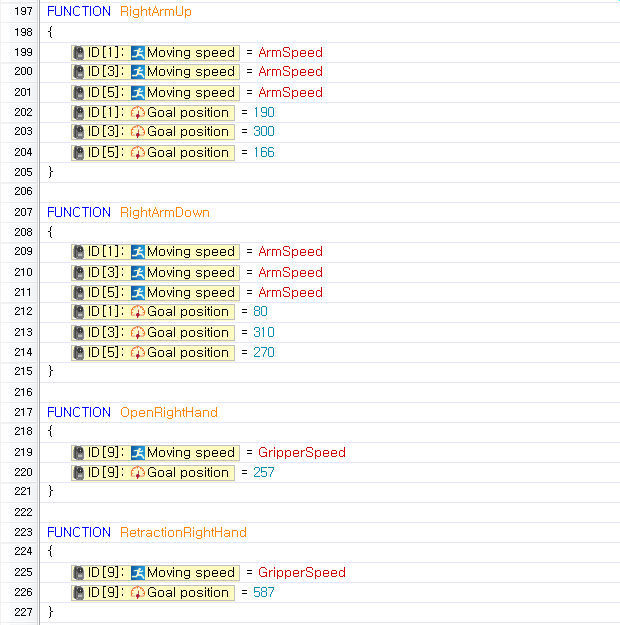 197 FUNCTION RightArmUp
198 {
199 ID[1]: Moving speed = ArmSpeed
200 ID[3]: Moving speed = ArmSpeed
201 ID[5]: Moving speed = ArmSpeed
202 ID[1]: Goal position = 190
203 ID[3]: Goal position = 300
204 ID[5]: Goal position = 166
205 }
206
207 FUNCTION RightArmDown
208 {
209 ID[1]: Moving speed = ArmSpeed
210 ID[3]: Moving speed = ArmSpeed
211 ID[5]: Moving speed = ArmSpeed
212 ID[1]: Goal position = 80
213 ID[3]: Goal position = 310
214 ID[5]: Goal position = 270
215 }
216
217 FUNCTION OpenRightHand
218 {
219 ID[9]: Moving speed = GripperSpeed
220 ID[9]: Goal position = 257
221 }
222
223 FUNCTION RetractionRightHand
224 {
225 ID[9]: Moving speed = GripperSpeed
226 ID[9]: Goal position = 587
227 }